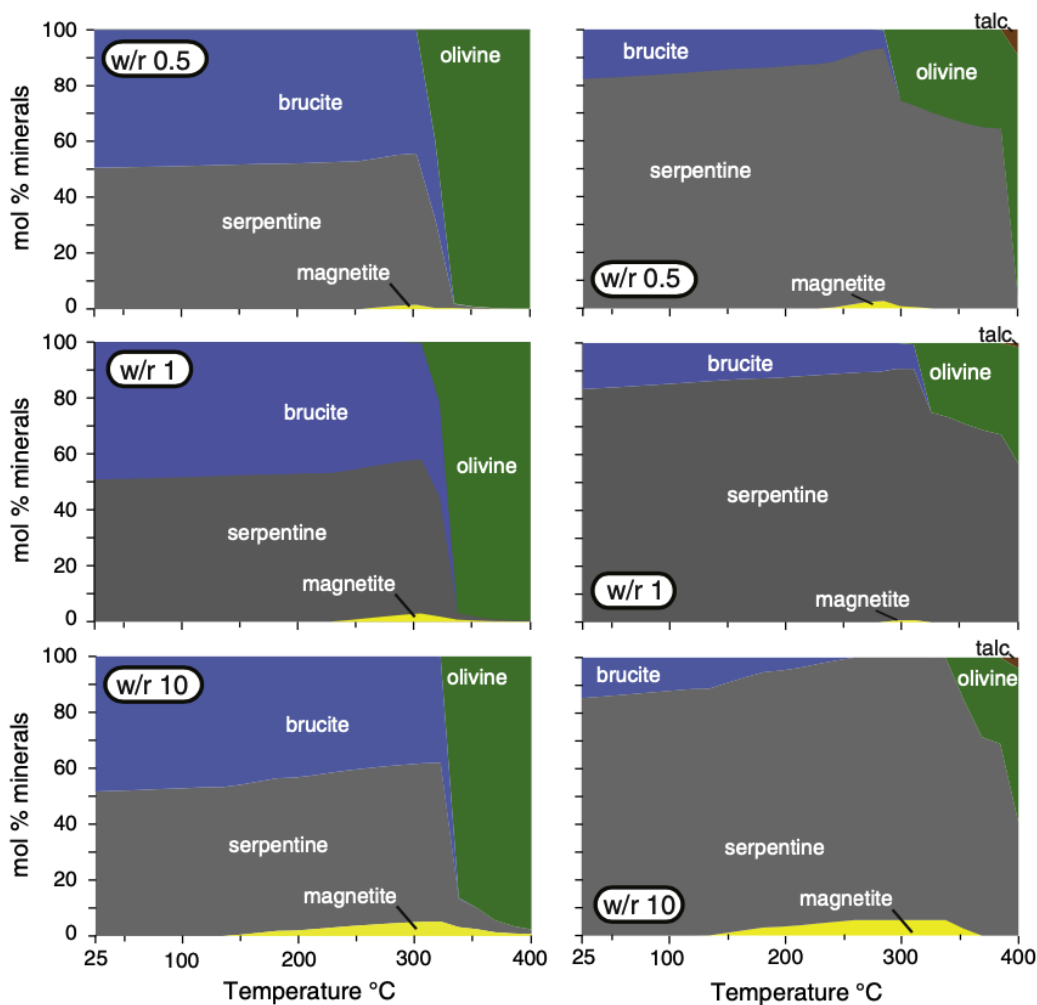 100
80
60
40
20
0
mol % minerals
w/r 0.5
brucite
olivine
serpentine
magnetite
talc
brucite
olivine
serpentine
w/r 0.5
magnetite
100
80
60
40
20
0
mol % minerals
w/r 1
brucite
olivine
serpentine
magnetite
talc
brucite
olivine
serpentine
w/r 1
magnetite
100
80
60
40
20
0
mol % minerals
w/r 10
olivine
brucite
serpentine
magnetite
25
100
200
300
400
Temperature °C
talc
brucite
olivine
serpentine
magnetite
w/r 10
25
100
200
300
400
Temperature °C